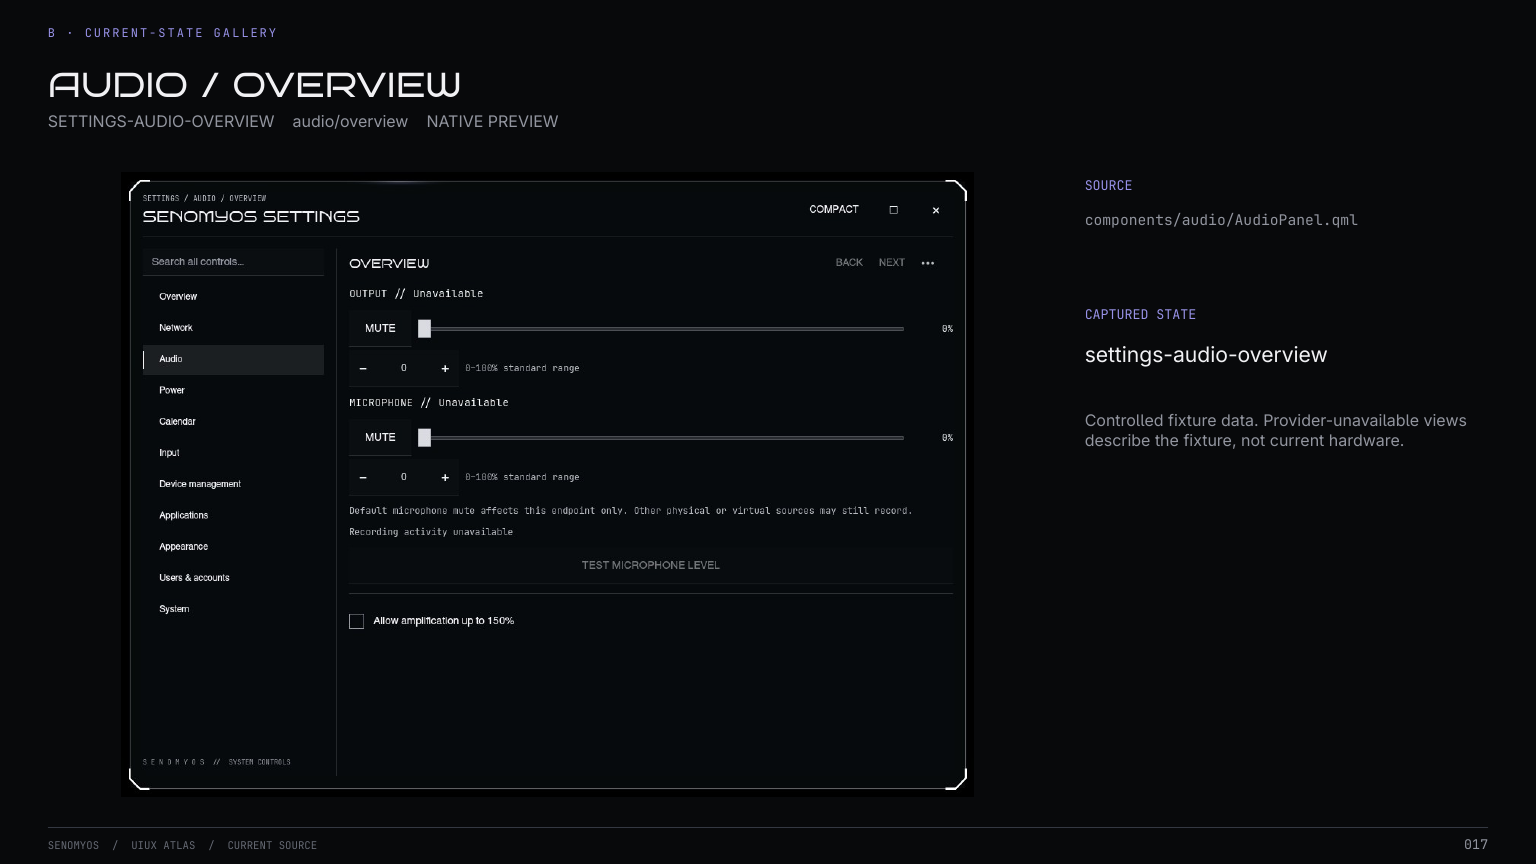 B · CURRENT-STATE GALLERY
AUDIO / OVERVIEW
SETTINGS-AUDIO-OVERVIEW audio/overview NATIVE PREVIEW
SETTINGS / AUDIO / OVERVIEW
SENOMYOS SETTINGS
COMPACT □ ×
Search all controls...
Overview
Network
Audio
Power
Calendar
Input
Device management
Applications
Appearance
Users & accounts
System
SENOMYOS // SYSTEM CONTROLS
OVERVIEW
BACK NEXT •••
OUTPUT // Unavailable
MUTE 0%
− 0 + 0-100% standard range
MICROPHONE // Unavailable
MUTE 0%
− 0 + 0-100% standard range
Default microphone mute affects this endpoint only. Other physical or virtual sources may still record.
Recording activity unavailable
TEST MICROPHONE LEVEL
Allow amplification up to 150%
SOURCE
components/audio/AudioPanel.qml
CAPTURED STATE
settings-audio-overview
Controlled fixture data. Provider-unavailable views
describe the fixture, not current hardware.
SENOMYOS / UIUX ATLAS / CURRENT SOURCE
017